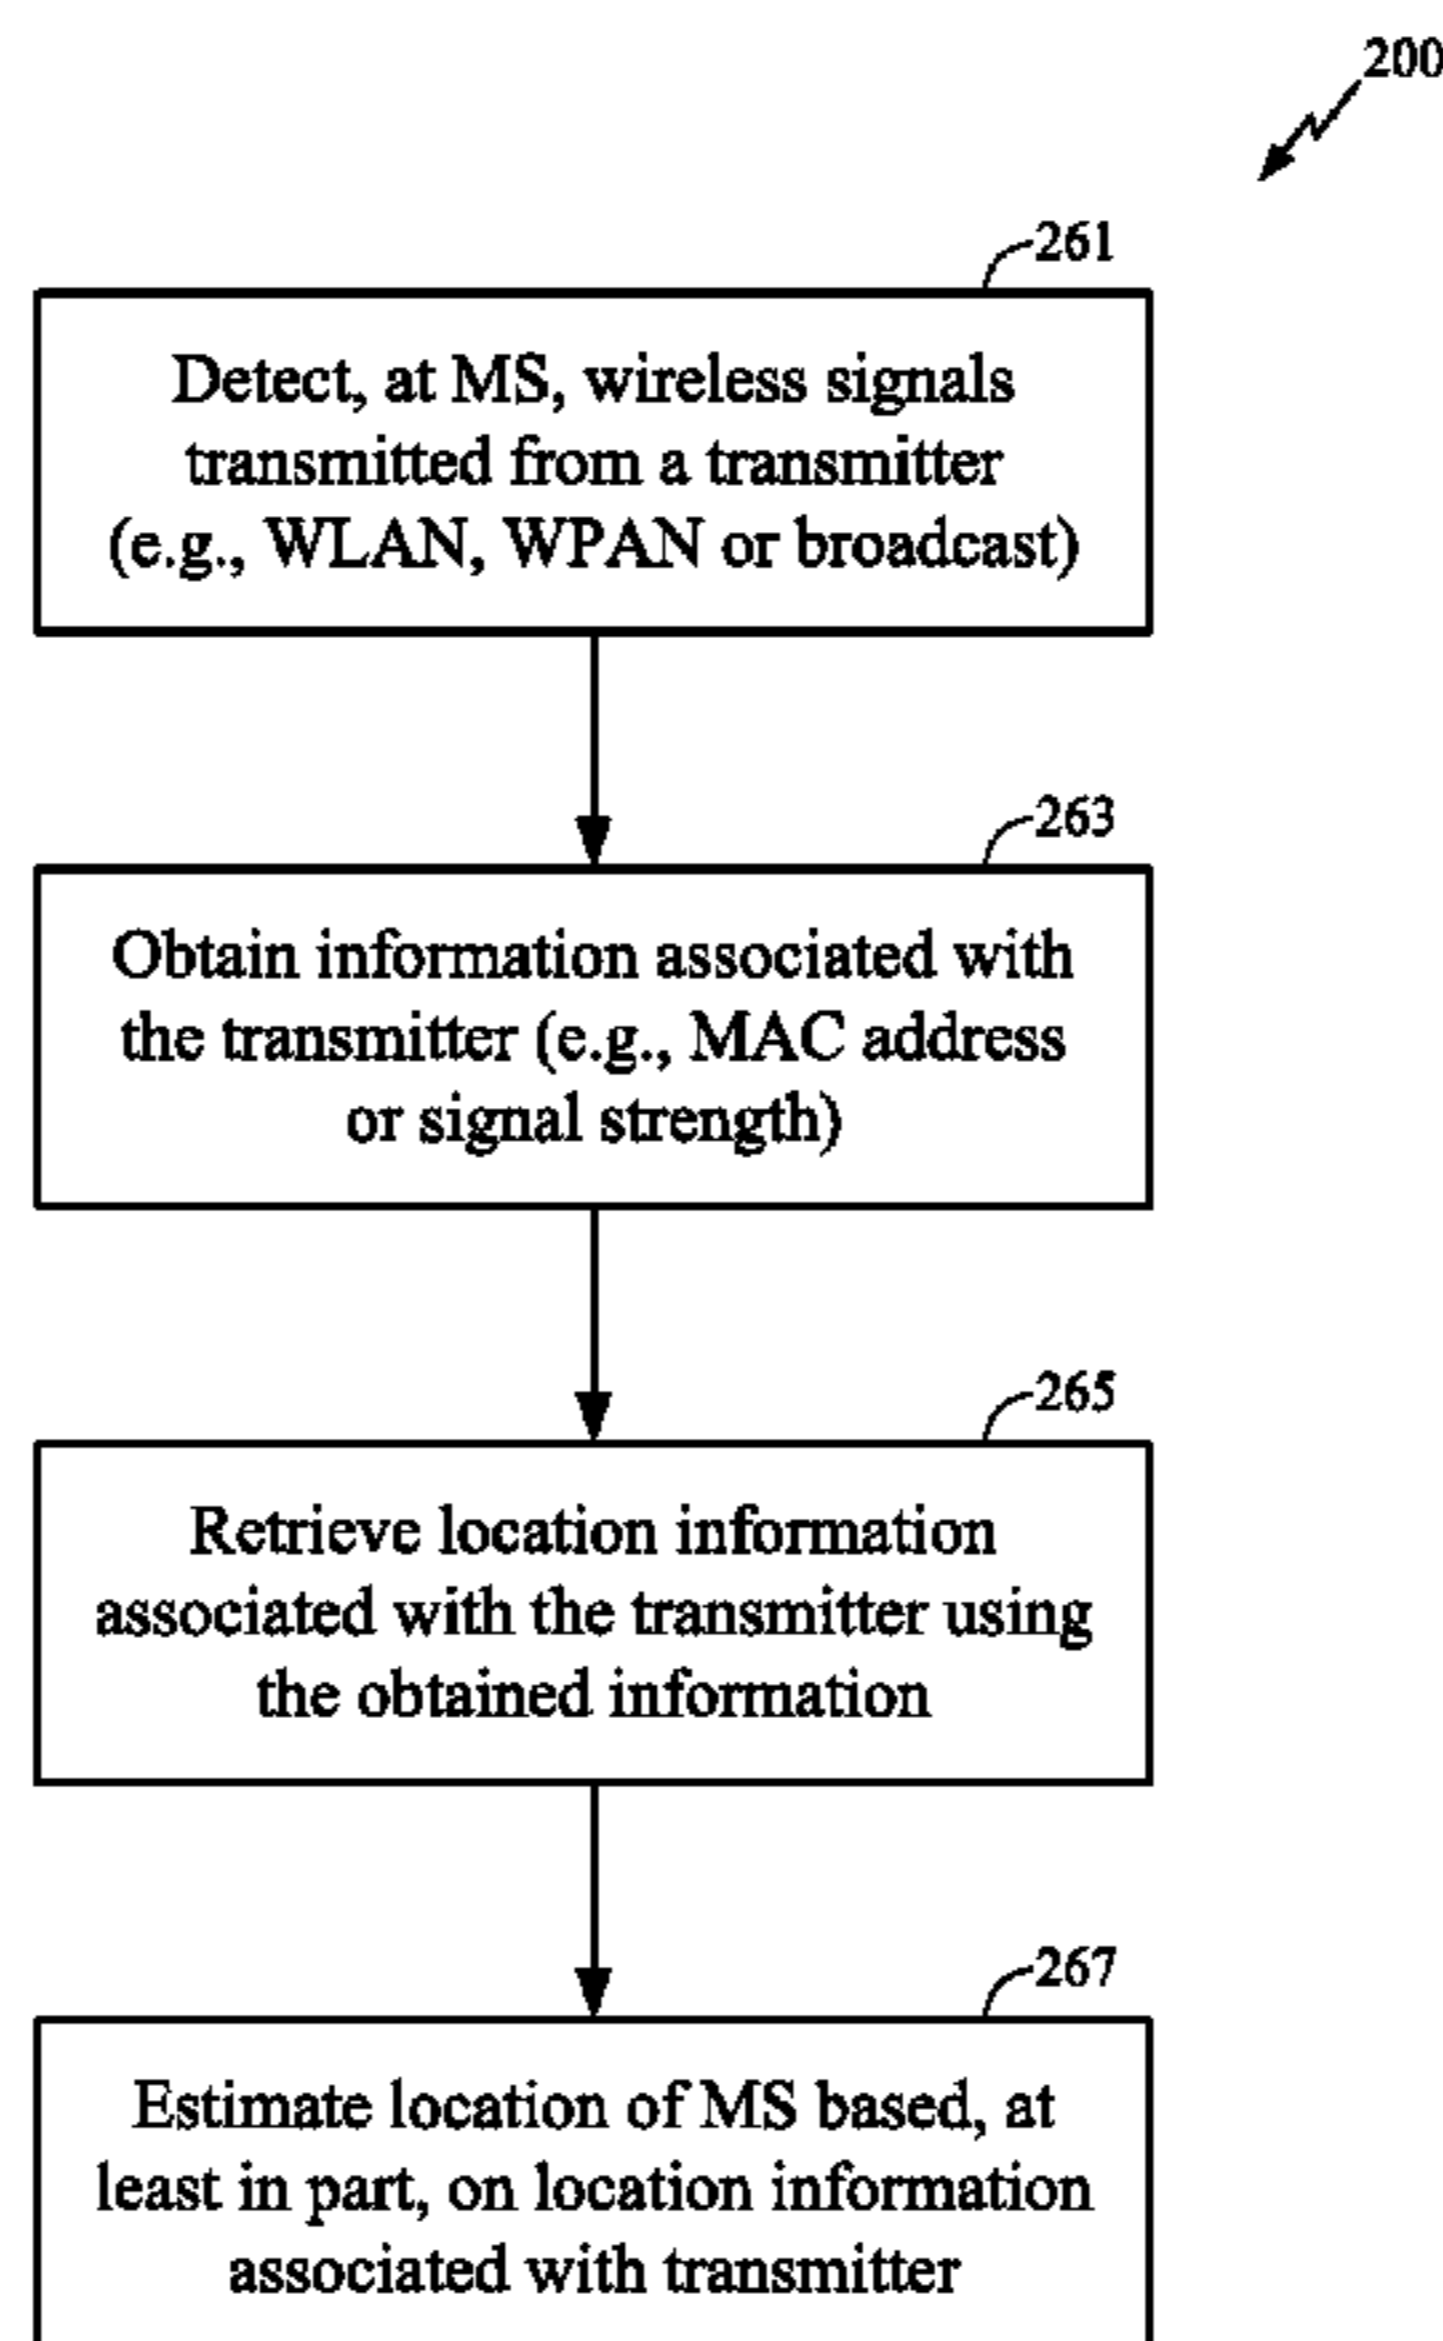 200
261
Detect, at MS, wireless signals
transmitted from a transmitter
(e.g., WLAN, WPAN or broadcast)
263
Obtain information associated with
the transmitter (e.g., MAC address
or signal strength)
265
Retrieve location information
associated with the transmitter using
the obtained information
267
Estimate location of MS based, at
least in part, on location information
associated with transmitter